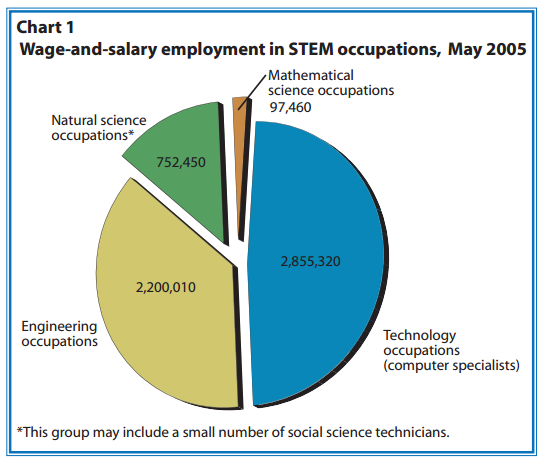 Chart 1
Wage-and-salary employment in STEM occupations, May 2005
Mathematical
science occupations
97,460
Natural science
occupations*
752,450
2,855,320
2,200,010
Engineering
occupations
Technology
occupations
(computer specialists)
*This group may include a small number of social science technicians.